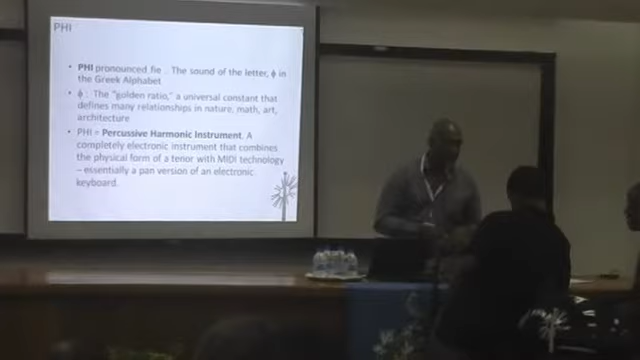 PHI
• PHI pronounced fie . The sound of the letter, ɸ in
the Greek Alphabet
• ɸ : The "golden ratio," a universal constant that
defines many relationships in nature, math, art,
architecture
• PHI = Percussive Harmonic Instrument. A
completely electronic instrument that combines
the physical form of a tenor with MIDI technology
– essentially a pan version of an electronic
keyboard.